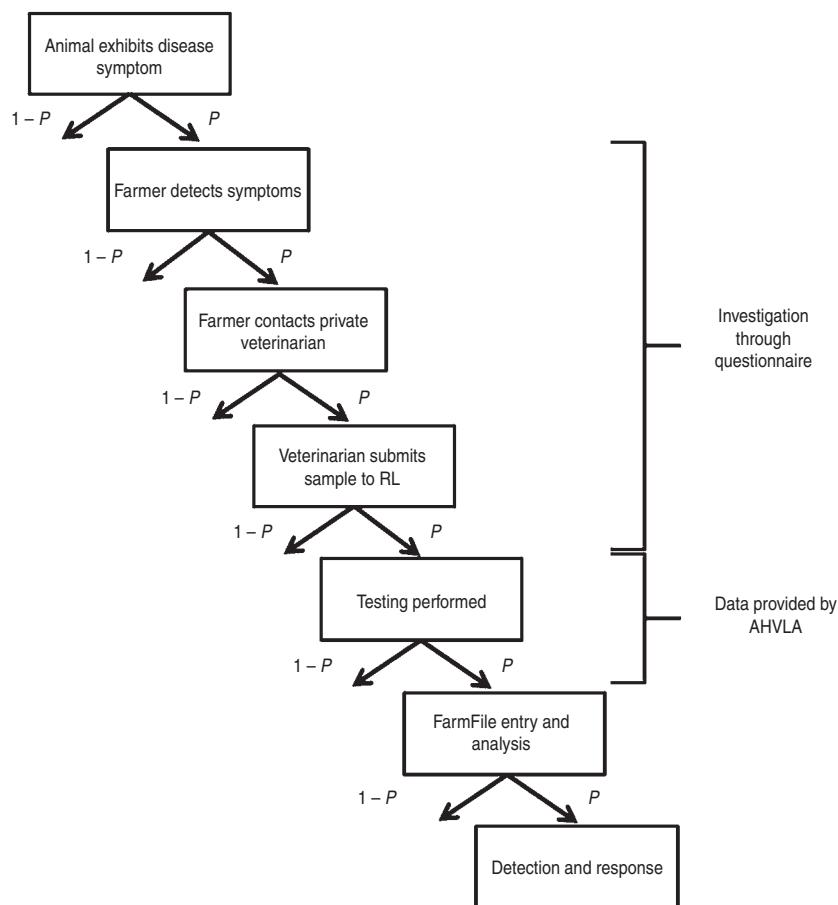 Animal exhibits disease
symptom
1 – P
P
Farmer detects symptoms
1 – P
P
Farmer contacts private
veterinarian
Investigation
through
questionnaire
1 – P
P
Veterinarian submits
sample to RL
1 – P
P
Testing performed
Data provided by
AHVLA
1 – P
P
FarmFile entry and
analysis
1 – P
P
Detection and response